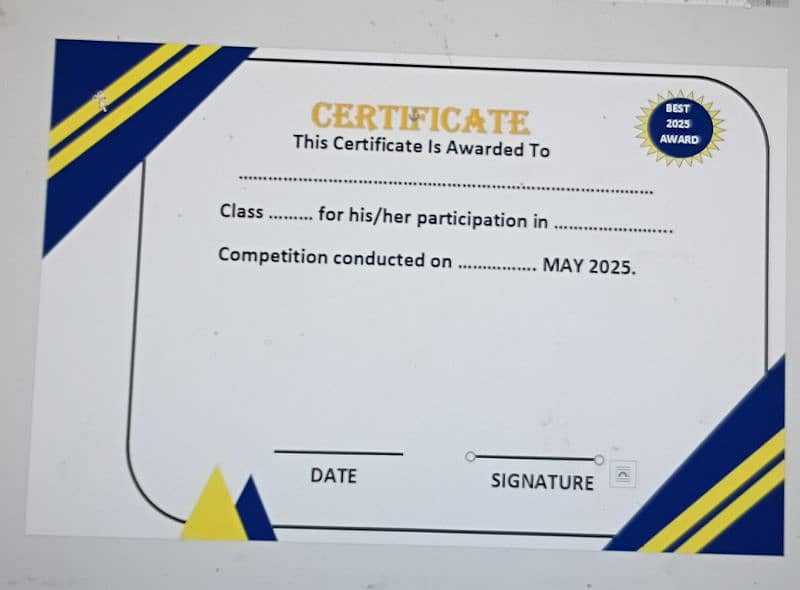 CERTIFICATE
This Certificate Is Awarded To
BEST
2025
AWARD
................................................................................
Class ......... for his/her participation in ........................
Competition conducted on ................ MAY 2025.
DATE
SIGNATURE